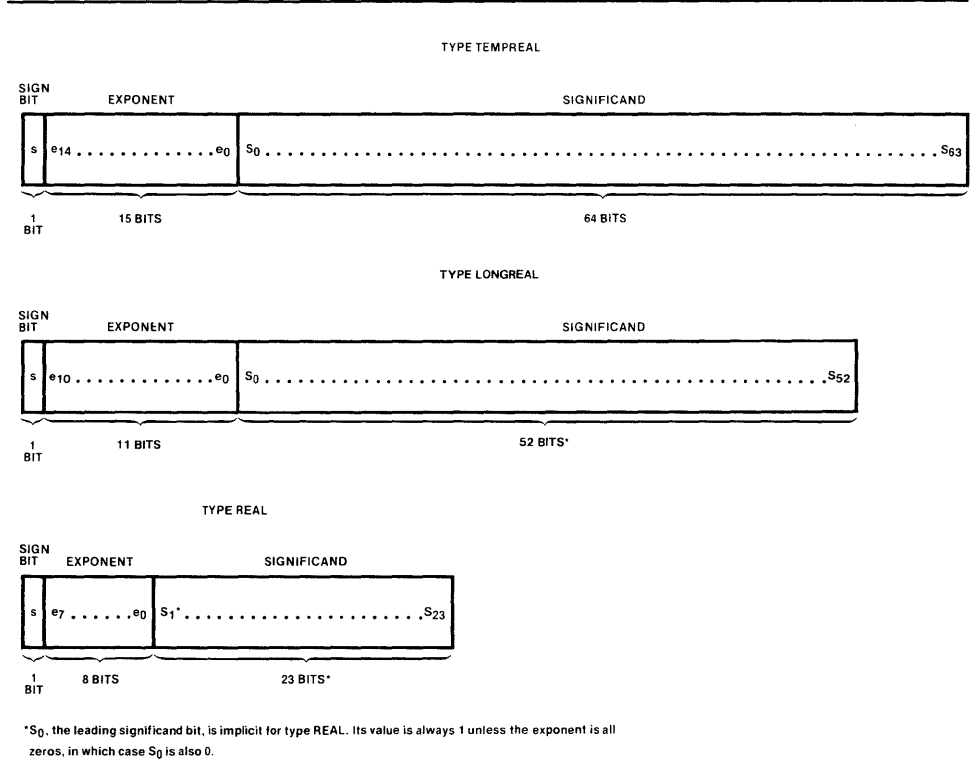 TYPE TEMPREAL
SIGN
BIT EXPONENT SIGNIFICAND
s e14 . . . . . . . . . . . . . e0 S0 . . . . . . . . . . . . . . . . . . . . . . . . . . . . . . . . . . . . . . . . . . . . . . . . . . . . . . . . . . . . . . S63
1
BIT 15 BITS 64 BITS
TYPE LONGREAL
SIGN
BIT EXPONENT SIGNIFICAND
s e10 . . . . . . . . . . . . . e0 S0 . . . . . . . . . . . . . . . . . . . . . . . . . . . . . . . . . . . . . . . . . . . . . . . . . . . . S52
1
BIT 11 BITS 52 BITS*
TYPE REAL
SIGN
BIT EXPONENT SIGNIFICAND
s e7 . . . . . . e0 S1* . . . . . . . . . . . . . . . . . . . . . . S23
1
BIT 8 BITS 23 BITS*
*S0, the leading significand bit, is implicit for type REAL. Its value is always 1 unless the exponent is all
zeros, in which case S0 is also 0.